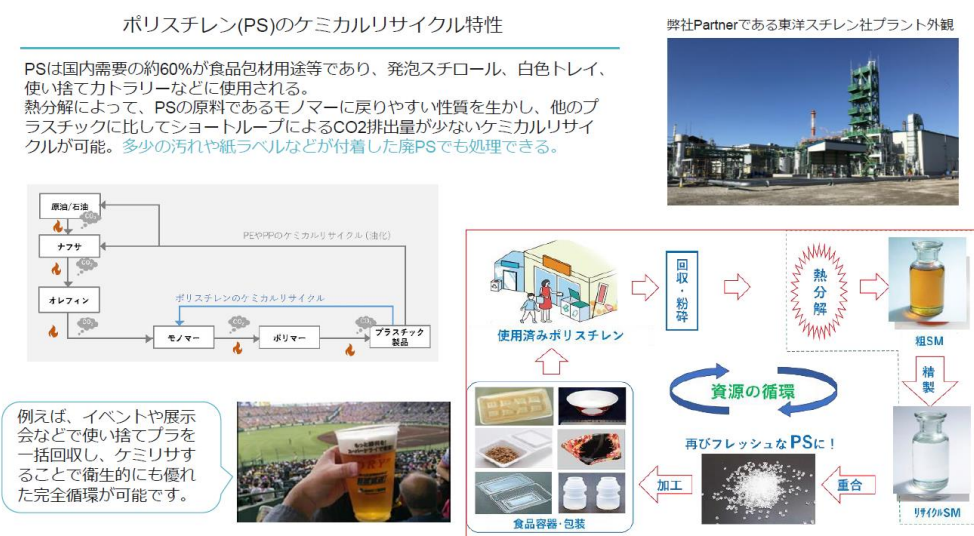 ポリスチレン(PS)のケミカルリサイクル特性
弊社Partnerである東洋スチレン社プラント外観
PSは国内需要の約60%が食品包材用途等であり、発泡スチロール、白色トレイ、
使い捨てカトラリーなどに使用される。
熱分解によって、PSの原料であるモノマーに戻りやすい性質を生かし、他のプ
ラスチックに比してショートループによるCO2排出量が少ないケミカルリサイ
クルが可能。多少の汚れや紙ラベルなどが付着した廃PSでも処理できる。
原油/石油
CO₂
ナフサ
CO₂
PEやPPのケミカルリサイクル(油化)
オレフィン
CO₂
ポリスチレンのケミカルリサイクル
モノマー
CO₂
ポリマー
CO₂
プラスチック
製品
例えば、イベントや展示
会などで使い捨てプラを
一括回収し、ケミリサす
ることで衛生的にも優れ
た完全循環が可能です。
使用済みポリスチレン
回収・粉砕
熱分解
粗SM
精製
リサイクルSM
重合
再びフレッシュなPSに!
加工
食品容器・包装
資源の循環